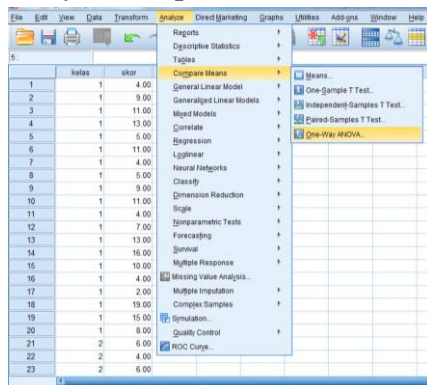 File Edit View Data Transform Analyze Direct Marketing Graphs Utilities Add-ons Window Help
5 :
Reports
Descriptive Statistics
Tables
Compare Means
General Linear Model
Generalized Linear Models
Mixed Models
Correlate
Regression
Loglinear
Neural Networks
Classify
Dimension Reduction
Scale
Nonparametric Tests
Forecasting
Survival
Multiple Response
Missing Value Analysis...
Multiple Imputation
Complex Samples
Simulation...
Quality Control
ROC Curve...
Means...
One-Sample T Test...
Independent-Samples T Test...
Paired-Samples T Test...
One-Way ANOVA...
kelas skor
1 1 4.00
2 1 9.00
3 1 11.00
4 1 13.00
5 1 5.00
6 1 11.00
7 1 4.00
8 1 5.00
9 1 9.00
10 1 11.00
11 1 4.00
12 1 7.00
13 1 13.00
14 1 16.00
15 1 10.00
16 1 4.00
17 1 2.00
18 1 19.00
19 1 15.00
20 1 8.00
21 2 6.00
22 2 4.00
23 2 6.00